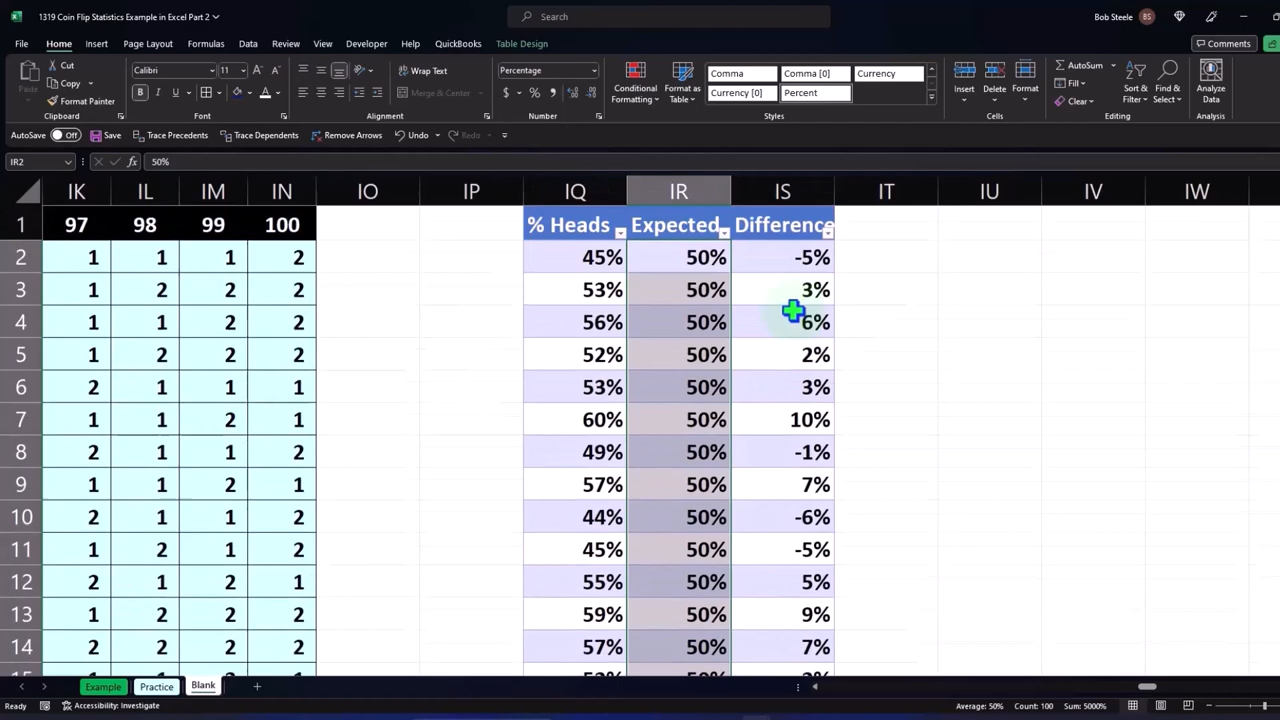 1319 Coin Flip Statistics Example in Excel Part 2
Search
Bob Steele BS
File Home Insert Page Layout Formulas Data Review View Developer Help QuickBooks Table Design Comments
Paste Cut Copy Format Painter Clipboard
Calibri 11 B I U A Font
Wrap Text Merge & Center Alignment
Percentage $ % Number
Conditional Formatting Format as Table
Comma Comma [0] Currency
Currency [0] Percent
Styles
Insert Delete Format Cells
AutoSum Fill Clear Sort & Filter Find & Select Editing
Analyze Data Analysis
AutoSave Off Save Trace Precedents Trace Dependents Remove Arrows Undo Redo
IR2 fx 50%
IK IL IM IN IO IP IQ IR IS IT IU IV IW
1 97 98 99 100 % Heads Expected Difference
2 1 1 1 2 45% 50% -5%
3 1 2 2 2 53% 50% 3%
4 1 1 2 2 56% 50% 6%
5 1 2 2 2 52% 50% 2%
6 2 1 1 1 53% 50% 3%
7 1 1 2 1 60% 50% 10%
8 2 1 1 2 49% 50% -1%
9 1 1 2 1 57% 50% 7%
10 2 1 1 2 44% 50% -6%
11 1 2 1 2 45% 50% -5%
12 2 1 2 1 55% 50% 5%
13 1 2 2 2 59% 50% 9%
14 2 2 2 2 57% 50% 7%
Example Practice Blank
Ready Accessibility: Investigate Average: 50% Count: 100 Sum: 5000%